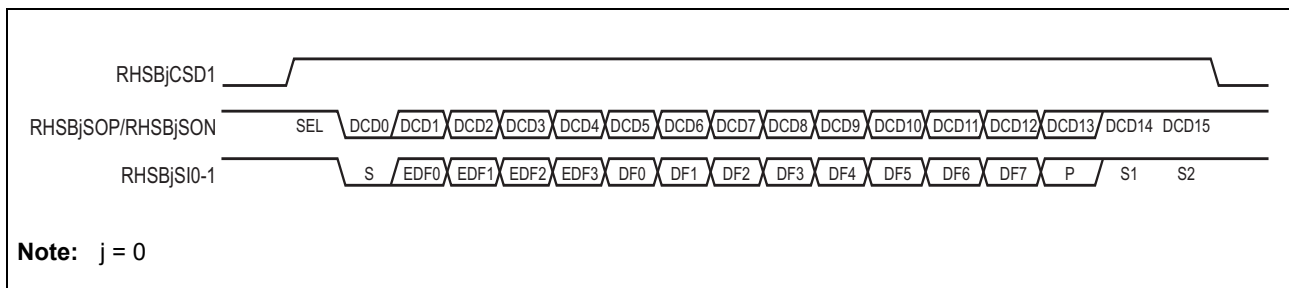 RHSBjCSD1
RHSBjSOP/RHSBjSON SEL DCD0 DCD1 DCD2 DCD3 DCD4 DCD5 DCD6 DCD7 DCD8 DCD9 DCD10 DCD11 DCD12 DCD13 DCD14 DCD15
RHSBjSI0-1 S EDF0 EDF1 EDF2 EDF3 DF0 DF1 DF2 DF3 DF4 DF5 DF6 DF7 P S1 S2
Note: j = 0